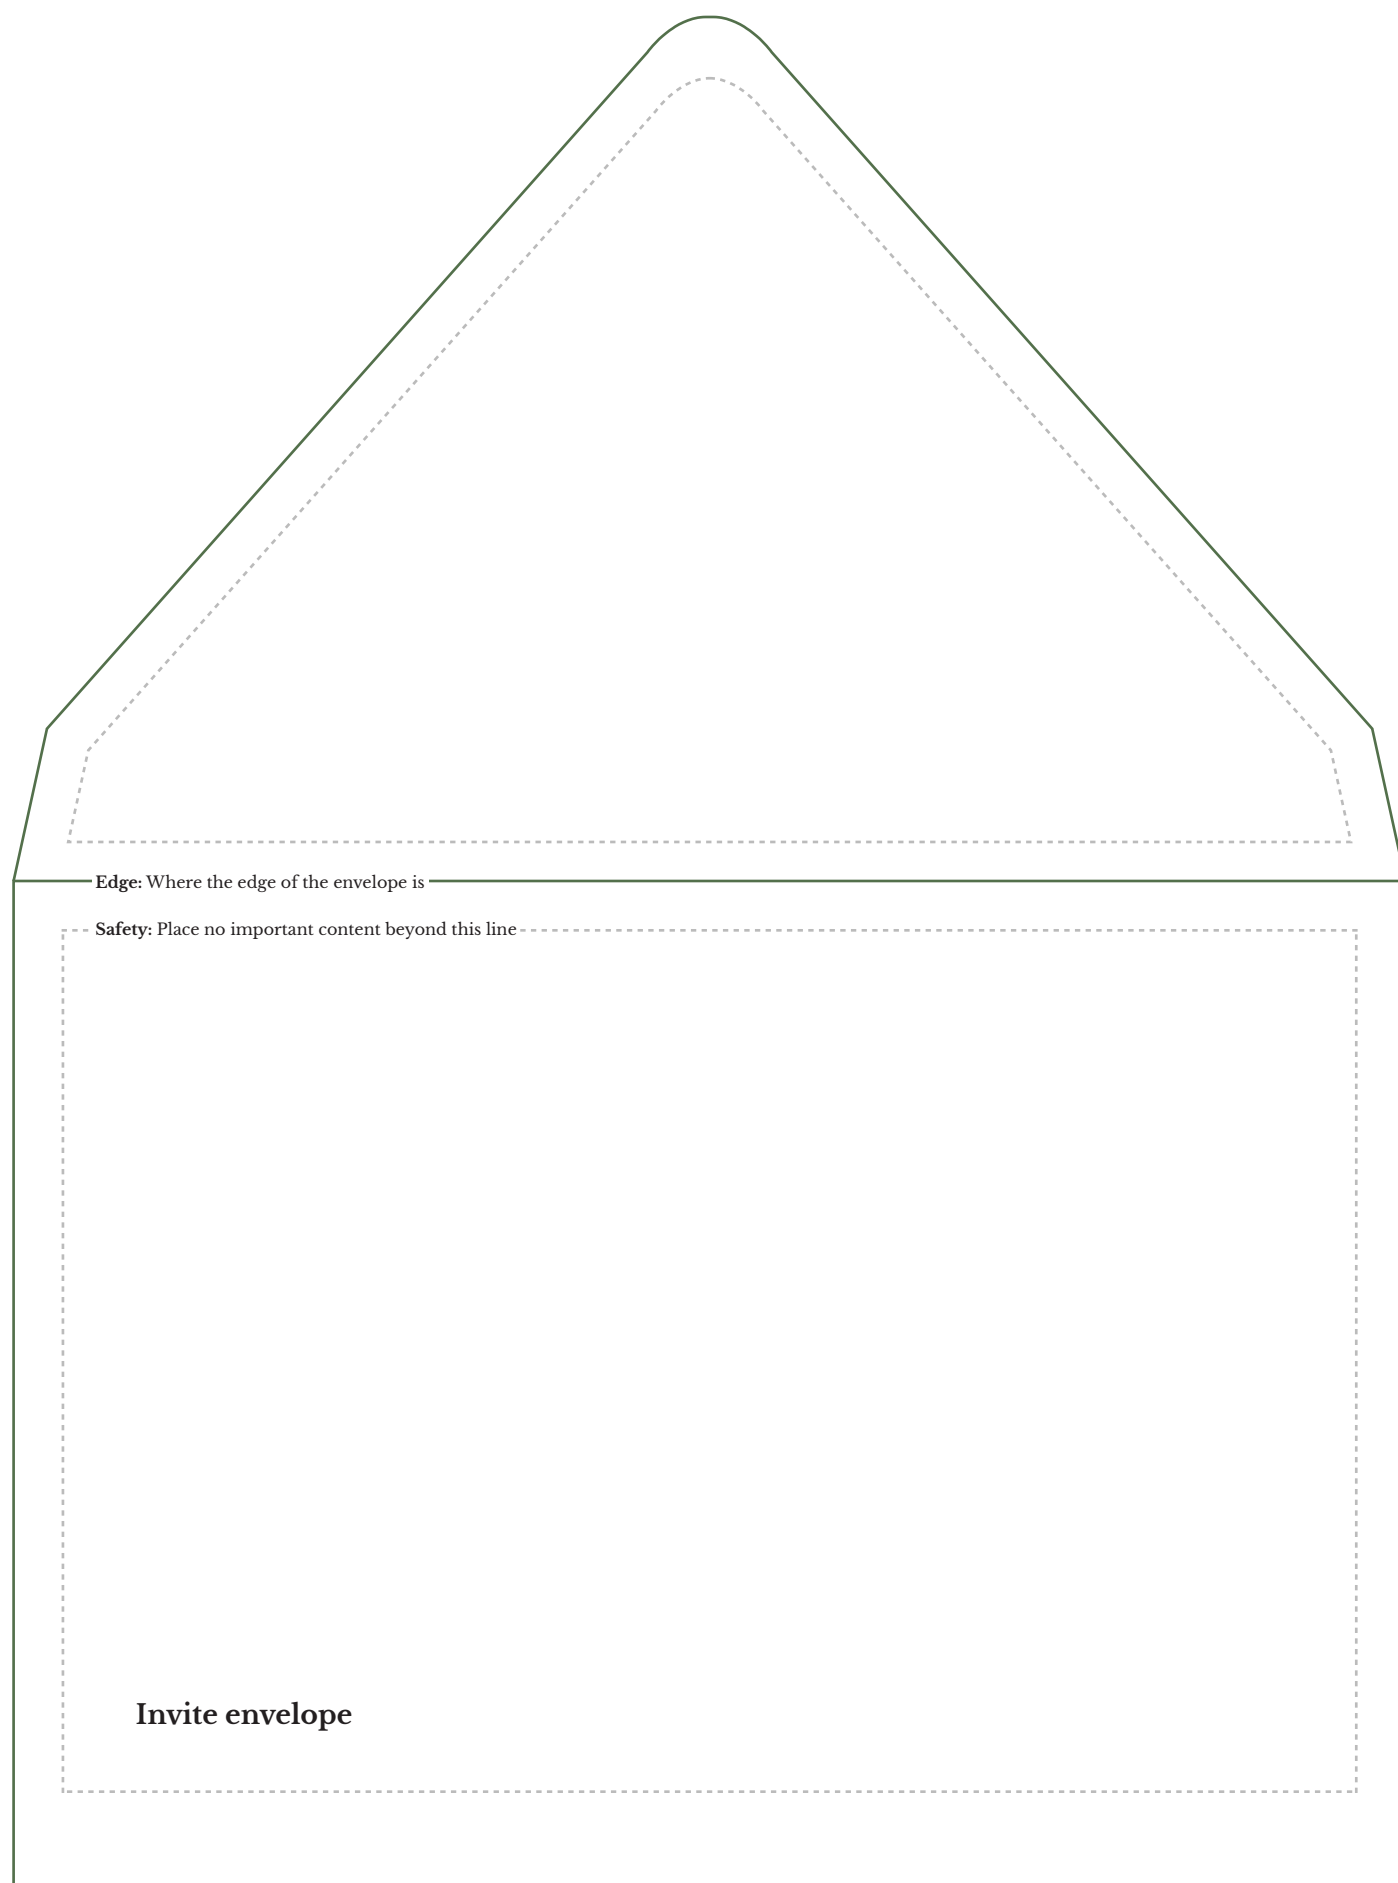 Edge: Where the edge of the envelope is
Safety: Place no important content beyond this line
Invite envelope